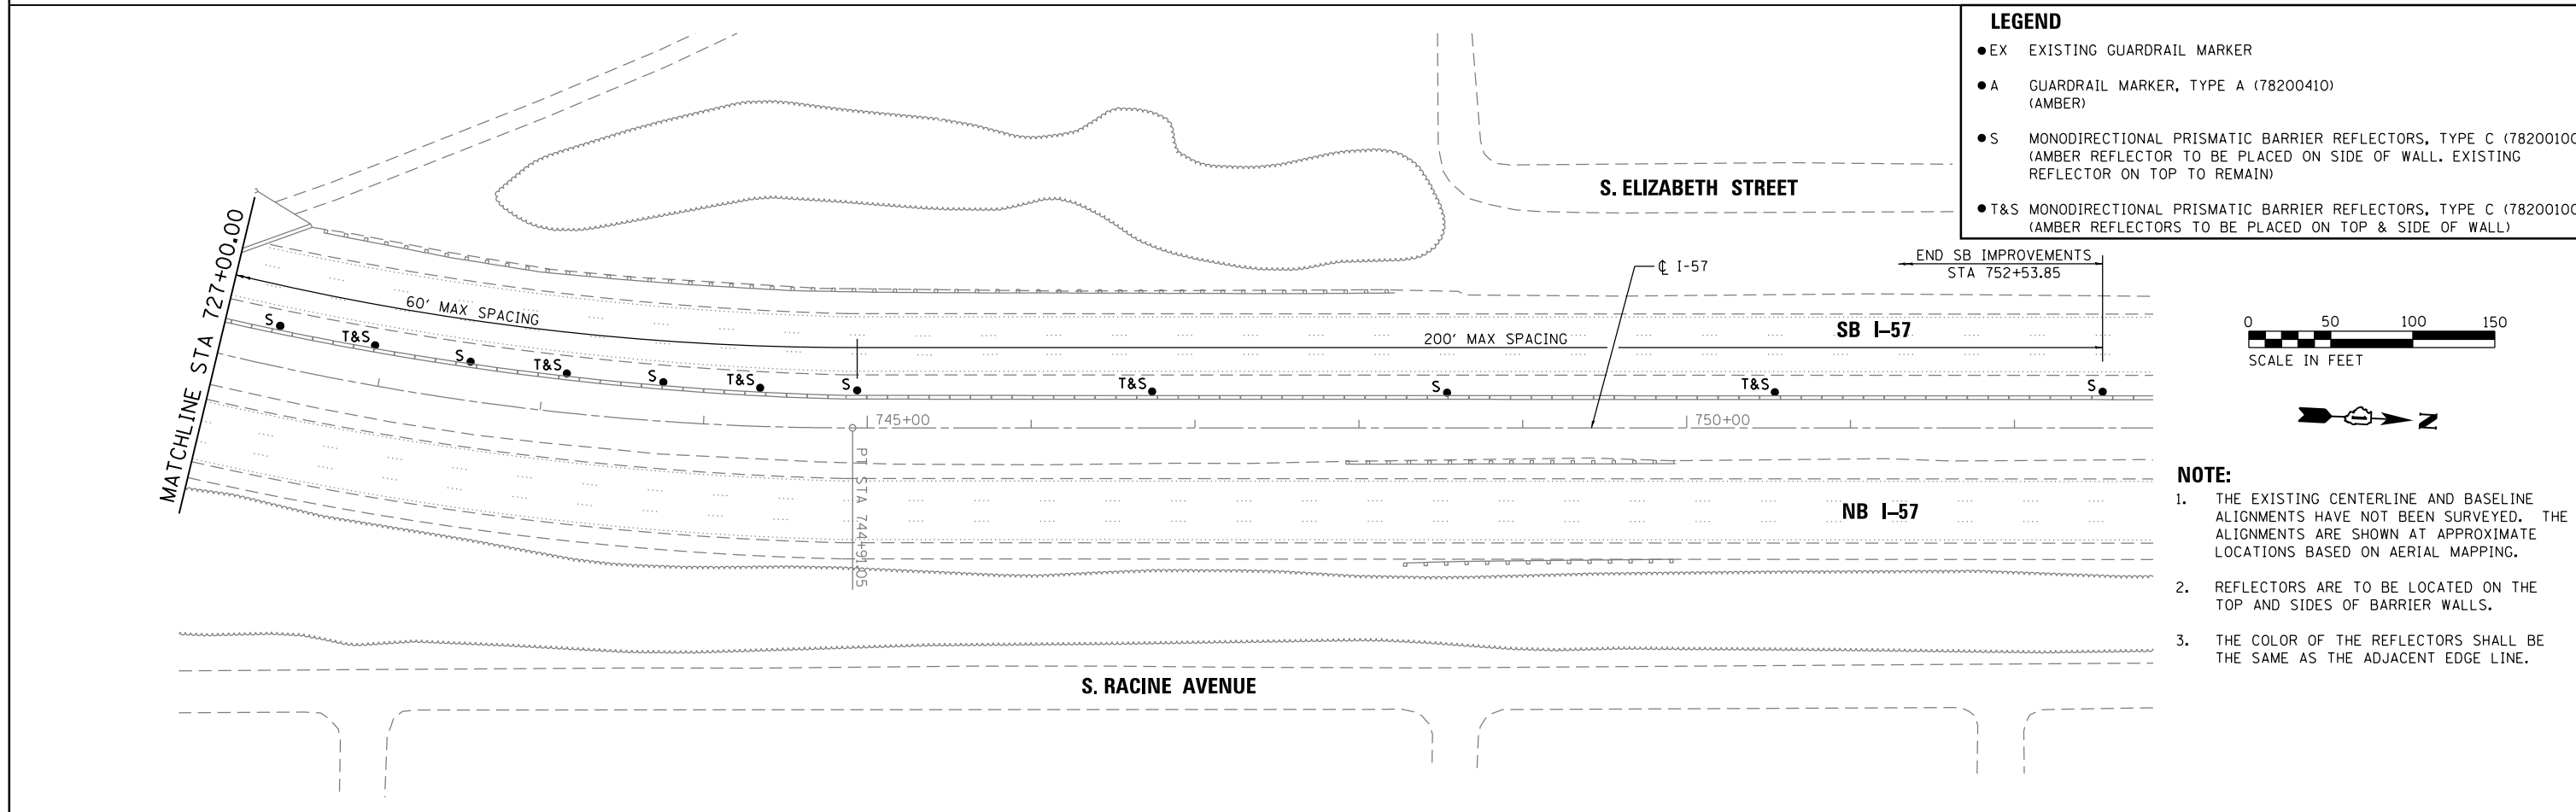 LEGEND
● EX EXISTING GUARDRAIL MARKER
● A GUARDRAIL MARKER, TYPE A (78200410)
(AMBER)
● S MONODIRECTIONAL PRISMATIC BARRIER REFLECTORS, TYPE C (78200100
(AMBER REFLECTOR TO BE PLACED ON SIDE OF WALL. EXISTING
REFLECTOR ON TOP TO REMAIN)
● T&S MONODIRECTIONAL PRISMATIC BARRIER REFLECTORS, TYPE C (78200100
(AMBER REFLECTORS TO BE PLACED ON TOP & SIDE OF WALL)
S. ELIZABETH STREET
MATCHLINE STA 727+00.00
END SB IMPROVEMENTS
STA 752+53.85
℄ I-57
60' MAX SPACING
200' MAX SPACING
SB I-57
S
T&S
S
T&S
S
T&S
S
T&S
S
T&S
S
745+00
750+00
PT STA 744+91.05
NB I-57
S. RACINE AVENUE
0 50 100 150
SCALE IN FEET
N
NOTE:
1. THE EXISTING CENTERLINE AND BASELINE
ALIGNMENTS HAVE NOT BEEN SURVEYED. THE
ALIGNMENTS ARE SHOWN AT APPROXIMATE
LOCATIONS BASED ON AERIAL MAPPING.
2. REFLECTORS ARE TO BE LOCATED ON THE
TOP AND SIDES OF BARRIER WALLS.
3. THE COLOR OF THE REFLECTORS SHALL BE
THE SAME AS THE ADJACENT EDGE LINE.